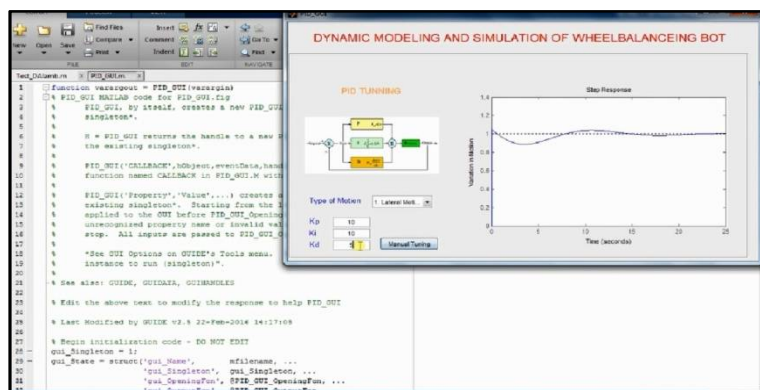 New
Open
Save
Find Files
Compare
Print
FILE
Insert
Comment
Indent
EDIT
Go To
Find
NAVIGATE
PID_GUI.m
1 function varargout = PID_GUI(varargin)
2 % PID_GUI MATLAB code for PID_GUI.fig
3 % PID_GUI, by itself, creates a new PID_GUI
4 % singleton*.
5 %
6 % H = PID_GUI returns the handle to a new
7 % the existing singleton*.
8 %
9 % PID_GUI('CALLBACK',hObject,eventData,hand
10 % function named CALLBACK in PID_GUI.M with
11 %
12 % PID_GUI('Property','Value',...) creates a
13 % existing singleton*. Starting from the
14 % applied to the GUI before PID_GUI_Opening
15 % unrecognized property name or invalid val
16 % stop. All inputs are passed to PID_GUI_O
17 %
18 % *See GUI Options on GUIDE's Tools menu.
19 % instance to run (singleton)".
20 %
21 % See also: GUIDE, GUIDATA, GUIHANDLES
22
23 % Edit the above text to modify the response to help PID_GUI
24
25 % Last Modified by GUIDE v2.5 22-Feb-2016 14:17:05
26
27 % Begin initialization code - DO NOT EDIT
28 gui_Singleton = 1;
29 gui_State = struct('gui_Name', mfilename, ...
30 'gui_Singleton', gui_Singleton, ...
31 'gui_OpeningFcn', @PID_GUI_OpeningFcn, ...
PID_GUI
DYNAMIC MODELING AND SIMULATION OF WHEELBALANCEING BOT
PID TUNNING
P
I
Type of Motion
1. Lateral Moti...
Kp 10
Ki 10
Kd 5
Manual Tuning
Step Response
1.4
1.2
1
0.8
0.6
0.4
0.2
0
0 5 10 15 20 25
Time (seconds)
Variation in Motion